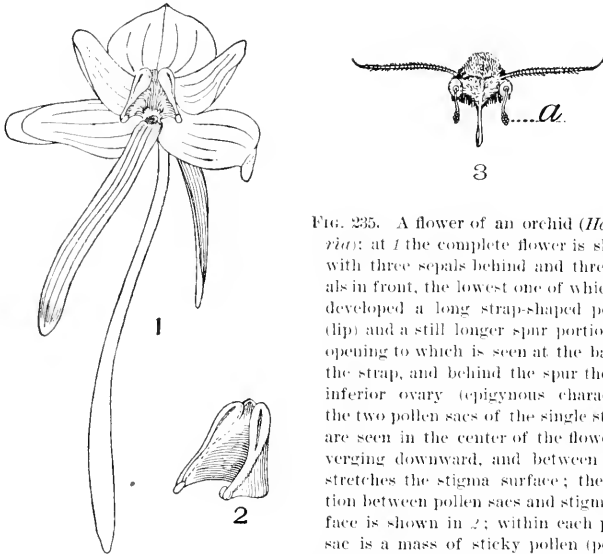 a
3
1
2
FIG. 235. A flower of an orchid (Ha
ria): at 1 the complete flower is sh
with three sepals behind and thre
als in front, the lowest one of which
developed a long strap-shaped po
(lip) and a still longer spur portio
opening to which is seen at the ba
the strap, and behind the spur the
inferior ovary (epigynous charac
the two pollen sacs of the single st
are seen in the center of the flowe
verging downward, and between
stretches the stigma surface; the
tion between pollen sacs and stigm
face is shown in 2; within each p
sac is a mass of sticky pollen (po